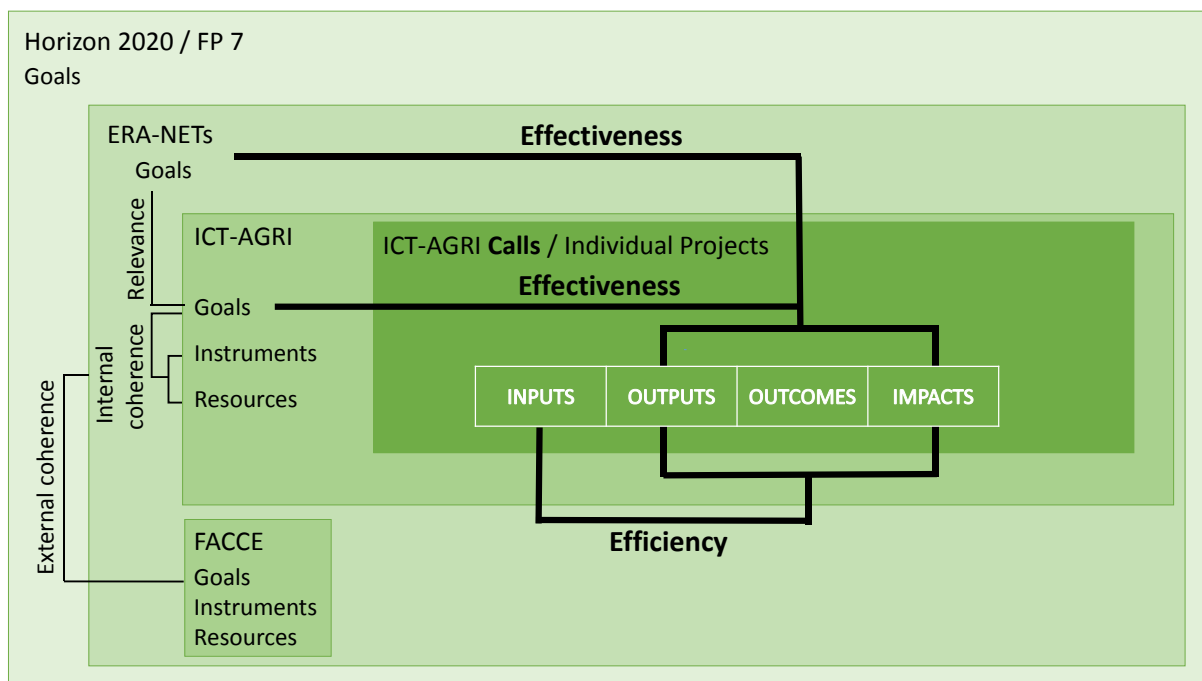 Horizon 2020 / FP 7
Goals
ERA-NETs
Effectiveness
Goals
Relevance
ICT-AGRI
ICT-AGRI Calls / Individual Projects
Effectiveness
Goals
Internal
coherence
Instruments
Resources
INPUTS
OUTPUTS
OUTCOMES
IMPACTS
External coherence
Efficiency
FACCE
Goals
Instruments
Resources